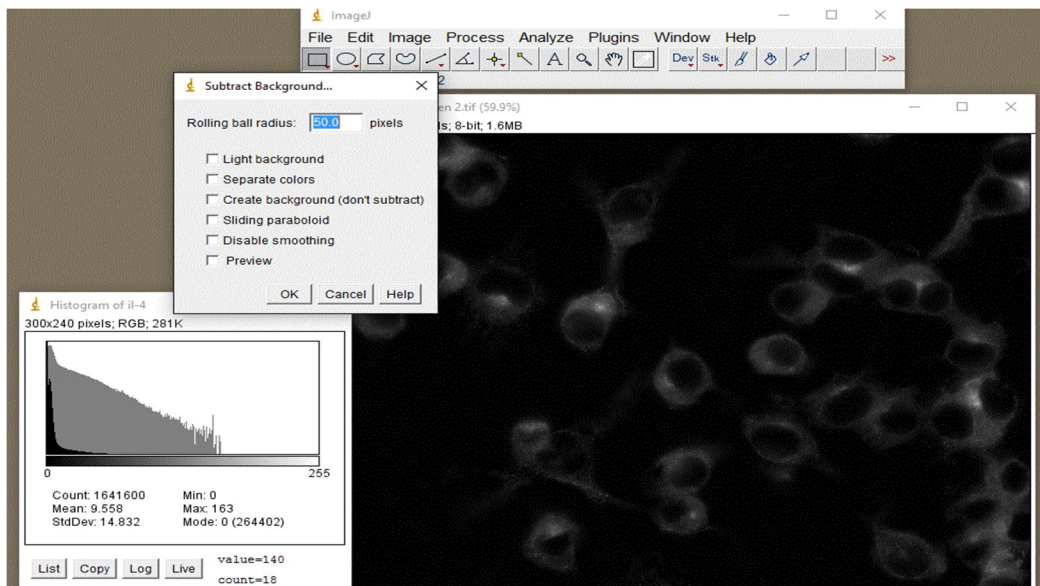 ImageJ
File Edit Image Process Analyze Plugins Window Help
Dev Stk >>
2
Subtract Background...
Rolling ball radius: 50.0 pixels
Light background
Separate colors
Create background (don't subtract)
Sliding paraboloid
Disable smoothing
Preview
OK Cancel Help
en 2.tif (59.9%)
ls; 8-bit; 1.6MB
Histogram of il-4
300x240 pixels; RGB; 281K
0 255
Count: 1641600 Min: 0
Mean: 9.558 Max: 163
StdDev: 14.832 Mode: 0 (264402)
List Copy Log Live value=140
count=18